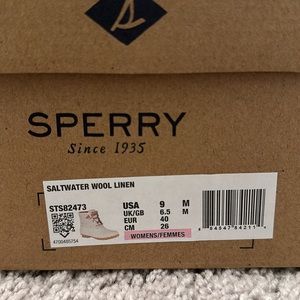 S
SPERRY
Since 1935
SALTWATER WOOL LINEN
STS82473
USA 9 M
UK/GB 6.5 M
EUR 40
CM 26
WOMENS/FEMMES
4700485254